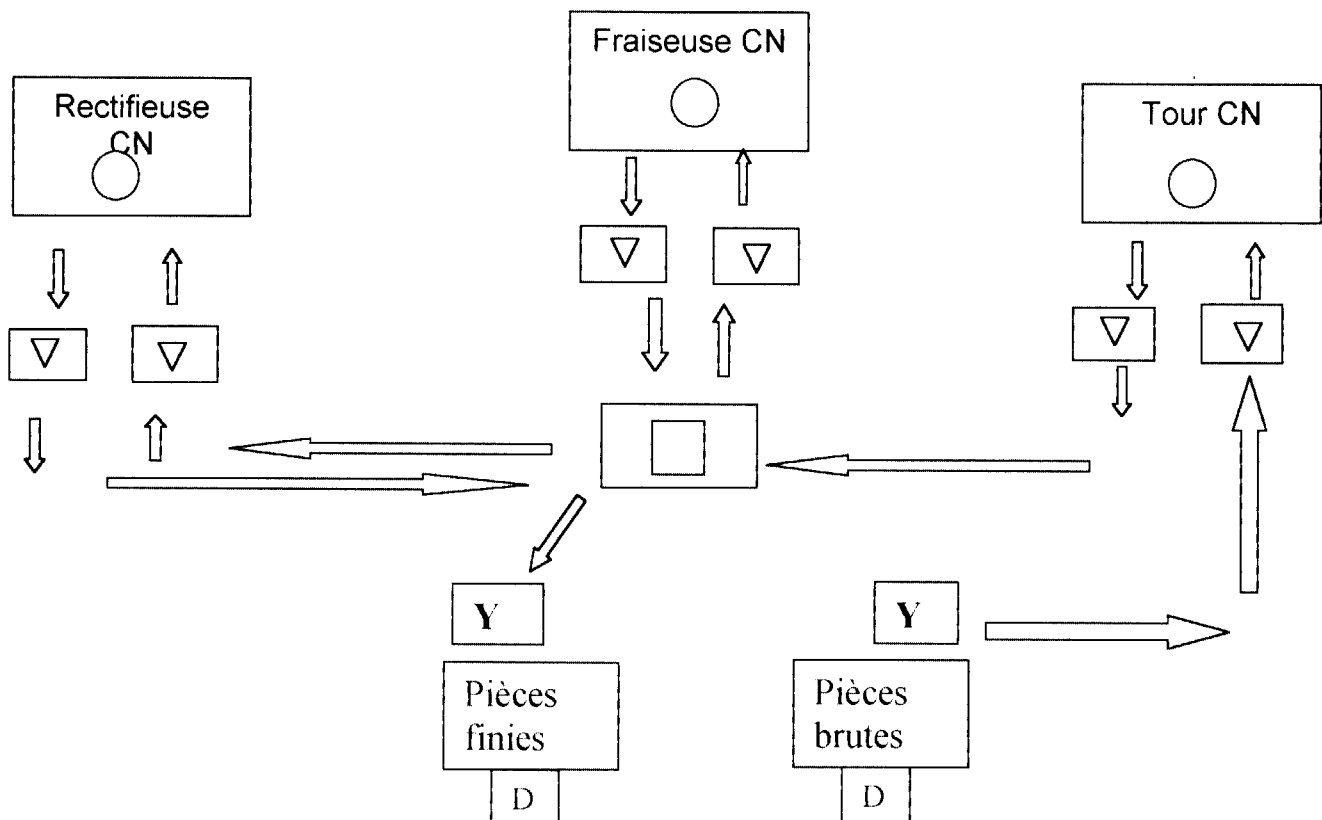 Fraiseuse CN
Rectifieuse
CN
Tour CN
Y
Y
Pièces
finies
Pièces
brutes
D
D